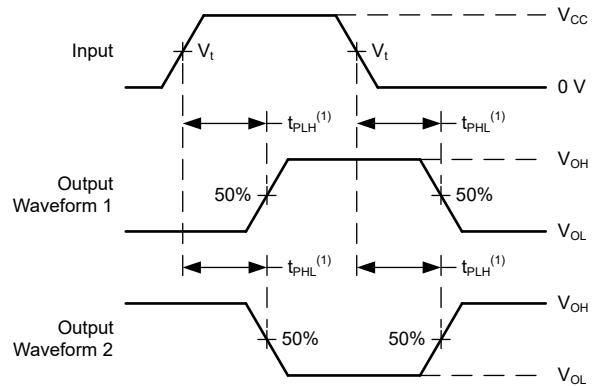 V_CC
Input
V_t
V_t
0 V
t_PLH^(1)
t_PHL^(1)
V_OH
Output
Waveform 1
50%
50%
V_OL
t_PHL^(1)
t_PLH^(1)
V_OH
Output
Waveform 2
50%
50%
V_OL